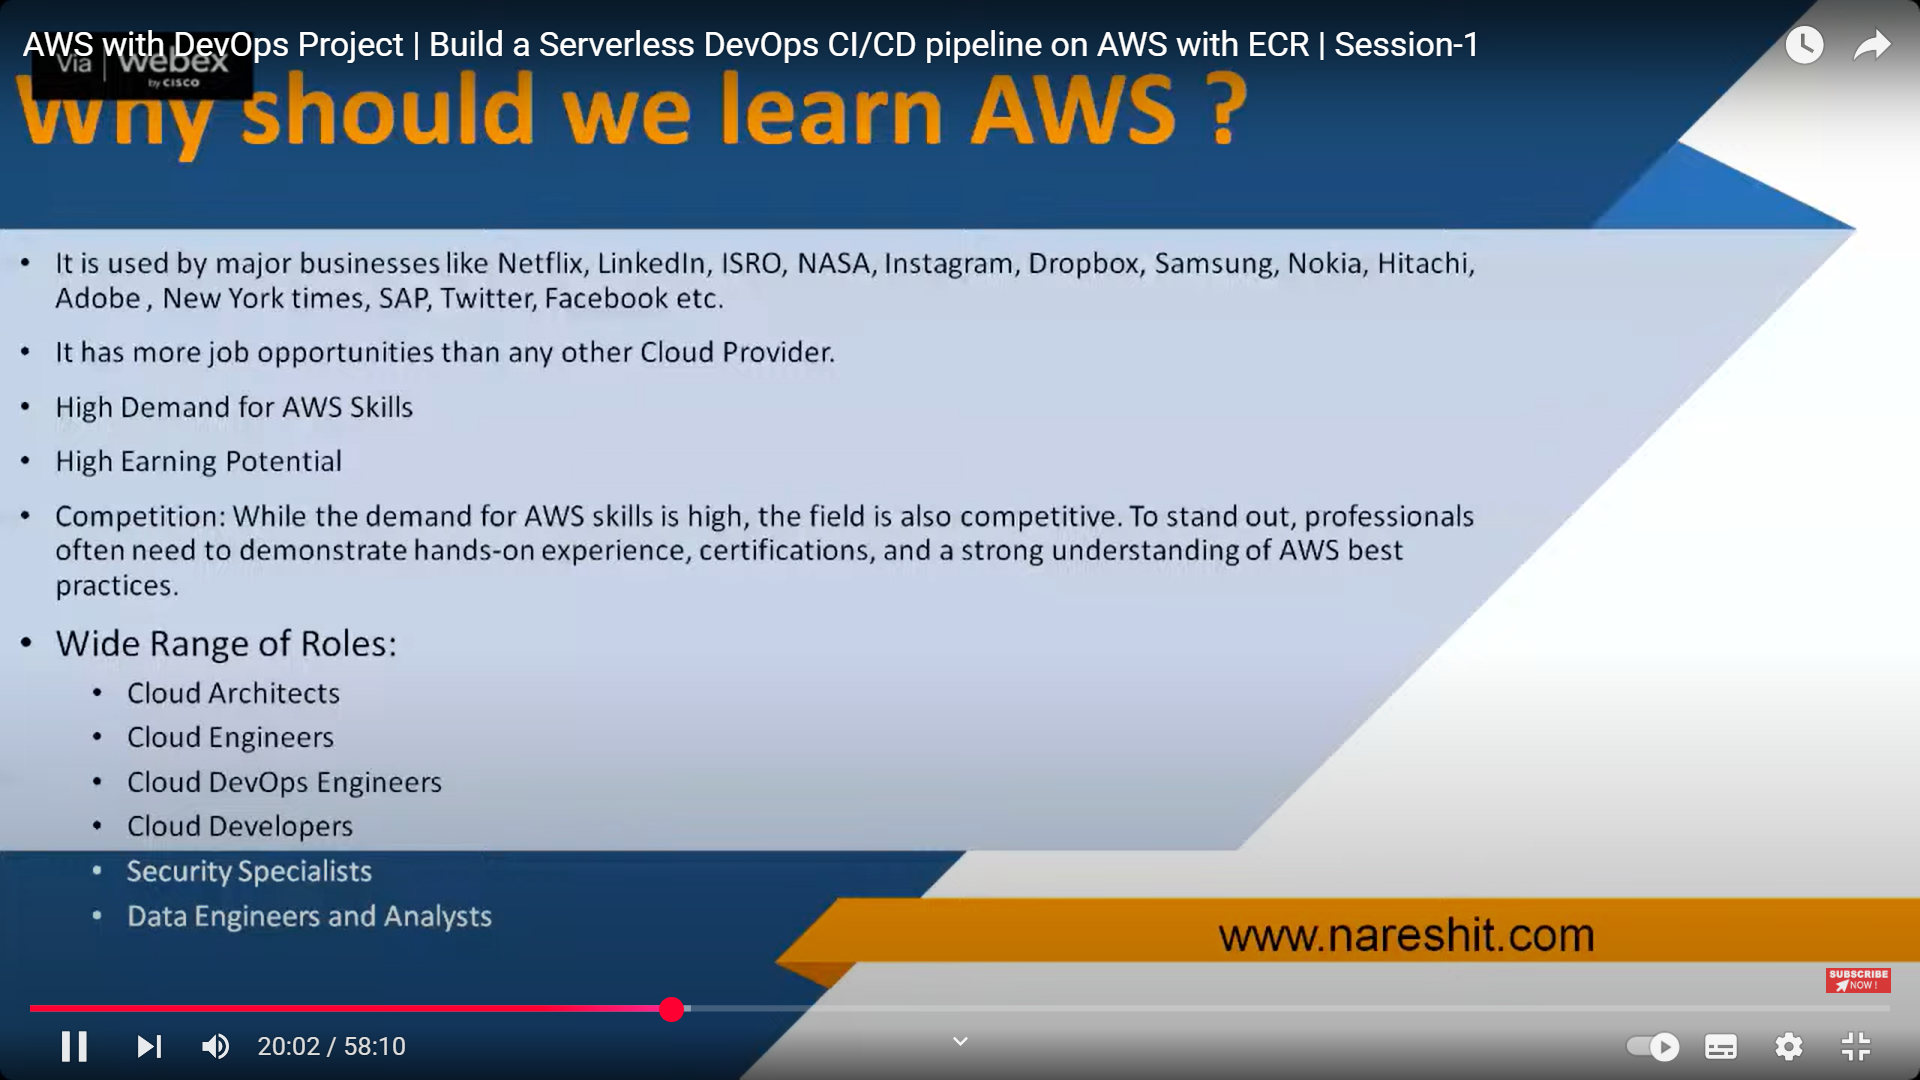 AWS with DevOps Project | Build a Serverless DevOps CI/CD pipeline on AWS with ECR | Session-1
Via | Webex
by CISCO
Why should we learn AWS ?
• It is used by major businesses like Netflix, LinkedIn, ISRO, NASA, Instagram, Dropbox, Samsung, Nokia, Hitachi,
Adobe , New York times, SAP, Twitter, Facebook etc.
• It has more job opportunities than any other Cloud Provider.
• High Demand for AWS Skills
• High Earning Potential
• Competition: While the demand for AWS skills is high, the field is also competitive. To stand out, professionals
often need to demonstrate hands-on experience, certifications, and a strong understanding of AWS best
practices.
• Wide Range of Roles:
• Cloud Architects
• Cloud Engineers
• Cloud DevOps Engineers
• Cloud Developers
• Security Specialists
• Data Engineers and Analysts
www.nareshit.com
SUBSCRIBE
NOW !
20:02 / 58:10